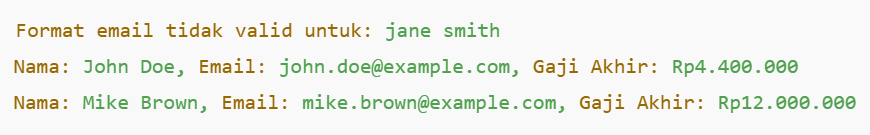 Format email tidak valid untuk: jane smith
Nama: John Doe, Email: john.doe@example.com, Gaji Akhir: Rp4.400.000
Nama: Mike Brown, Email: mike.brown@example.com, Gaji Akhir: Rp12.000.000